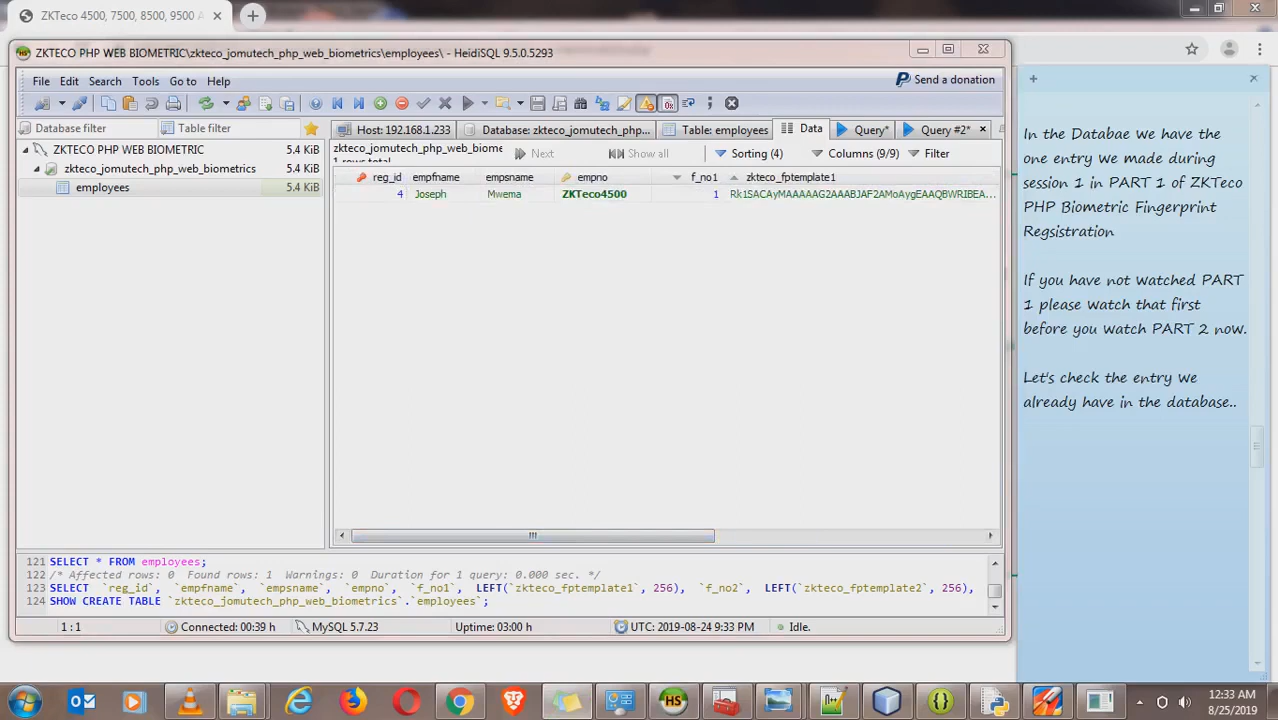 ZKTeco 4500, 7500, 8500, 9500 A
ZKTECO PHP WEB BIOMETRIC\zkteco_jomutech_php_web_biometrics\employees\ - HeidiSQL 9.5.0.5293
File Edit Search Tools Go to Help
Send a donation
Database filter Table filter
Host: 192.168.1.233 Database: zkteco_jomutech_php... Table: employees Data Query* Query #2*
ZKTECO PHP WEB BIOMETRIC 5.4 KiB
zkteco_jomutech_php_web_biometrics 5.4 KiB
employees 5.4 KiB
zkteco_jomutech_php_web_biome... Next Show all Sorting (4) Columns (9/9) Filter
reg_id empfname empsname empno f_no1 zkteco_fptemplate1
4 Joseph Mwema ZKTeco4500 1 Rk1SACAyMAAAAAG2AAABJAF2AMoAygEAAQBWRIBEA...
121 SELECT * FROM employees;
122 /* Affected rows: 0 Found rows: 1 Warnings: 0 Duration for 1 query: 0.000 sec. */
123 SELECT `reg_id`, `empfname`, `empsname`, `empno`, `f_no1`, LEFT(`zkteco_fptemplate1`, 256), `f_no2`, LEFT(`zkteco_fptemplate2`, 256),
124 SHOW CREATE TABLE `zkteco_jomutech_php_web_biometrics`.`employees`;
1 : 1 Connected: 00:39 h MySQL 5.7.23 Uptime: 03:00 h UTC: 2019-08-24 9:33 PM Idle.
In the Databae we have the
one entry we made during
session 1 in PART 1 of ZKTeco
PHP Biometric Fingerprint
Regsistration
If you have not watched PART
1 please watch that first
before you watch PART 2 now.
Let's check the entry we
already have in the database..
12:33 AM
8/25/2019